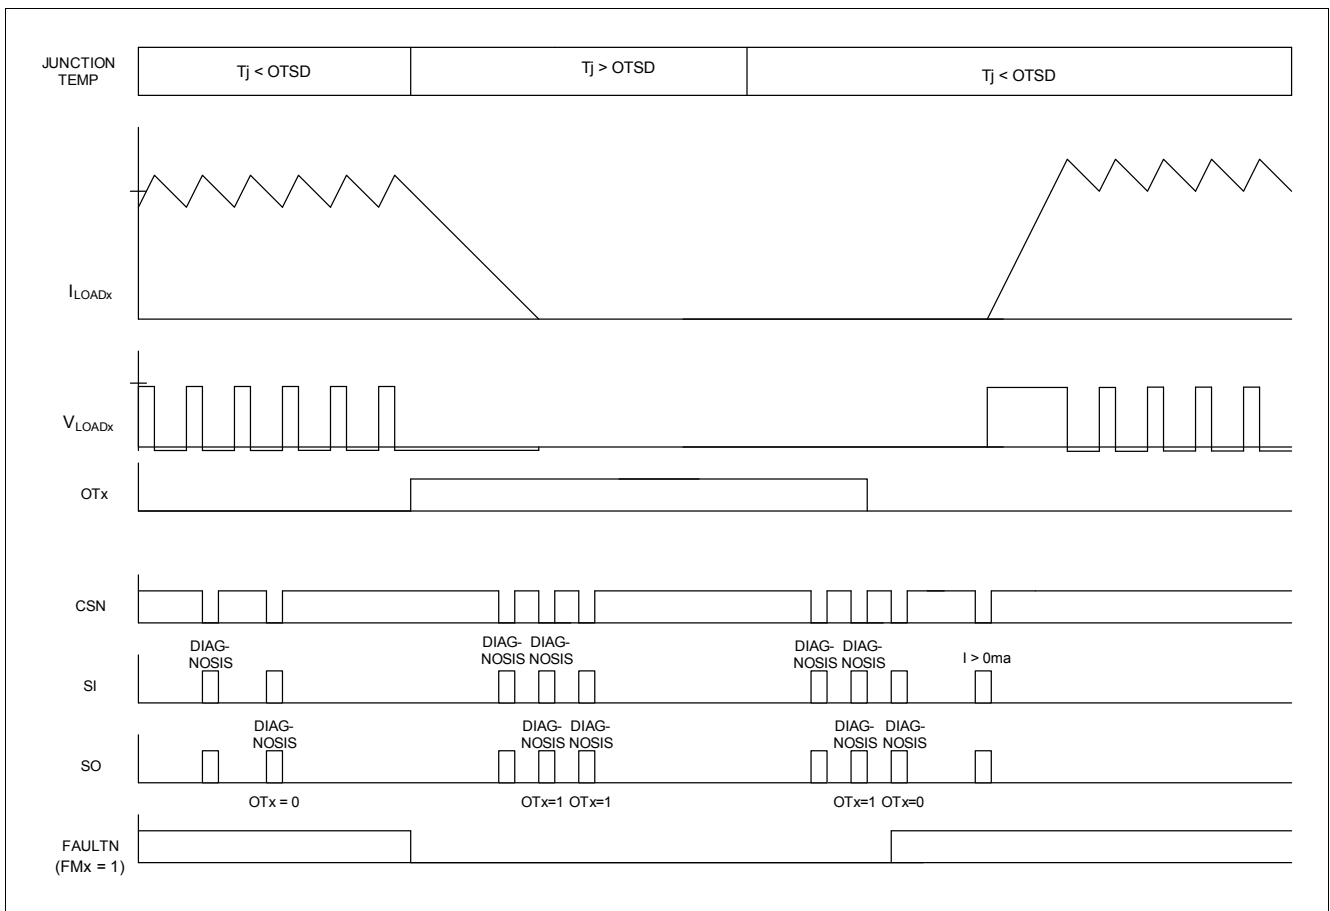 JUNCTION
TEMP
Tj < OTSD
Tj > OTSD
Tj < OTSD
ILOADx
VLOADx
OTx
CSN
DIAG-
NOSIS
DIAG- DIAG-
NOSIS NOSIS
DIAG- DIAG-
NOSIS NOSIS
I > 0ma
SI
DIAG-
NOSIS
DIAG- DIAG-
NOSIS NOSIS
DIAG- DIAG-
NOSIS NOSIS
SO
OTx = 0
OTx=1 OTx=1
OTx=1 OTx=0
FAULTN
(FMx = 1)